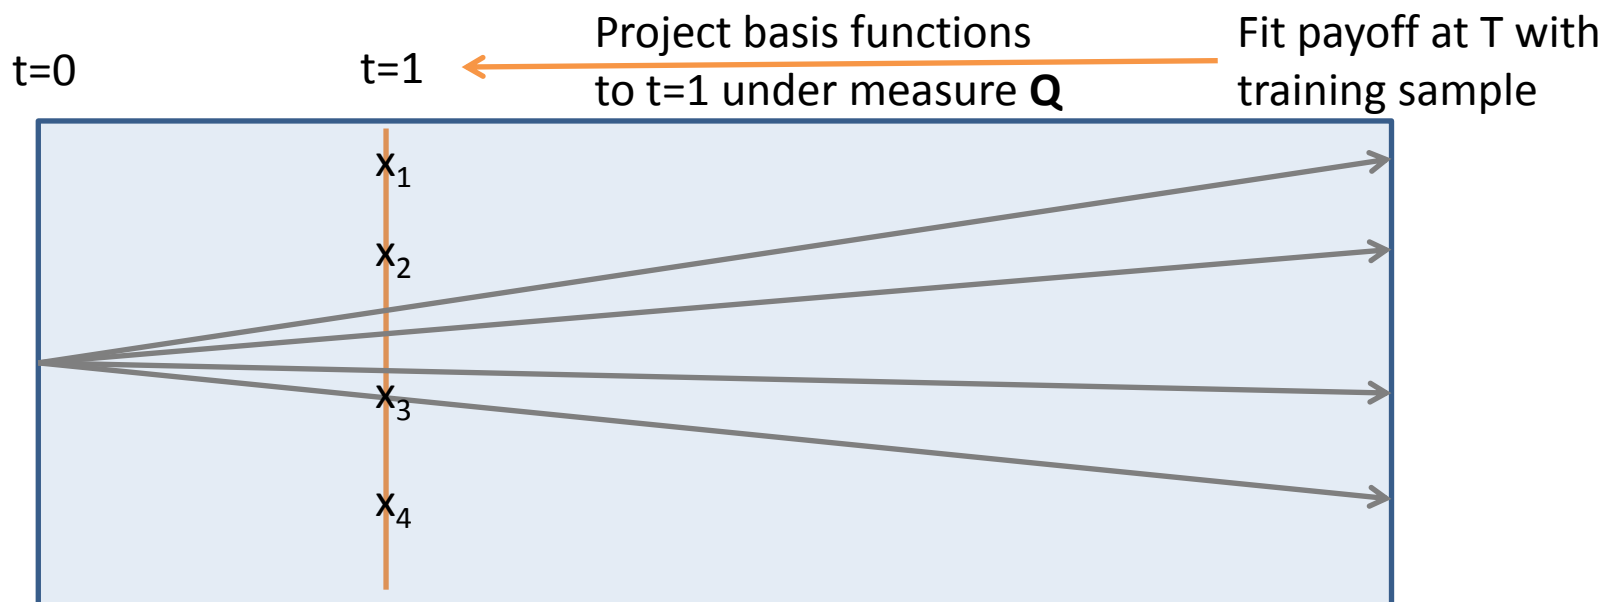 t=0
t=1
Project basis functions
to t=1 under measure Q
Fit payoff at T with
training sample
x₁
x₂
x₃
x₄